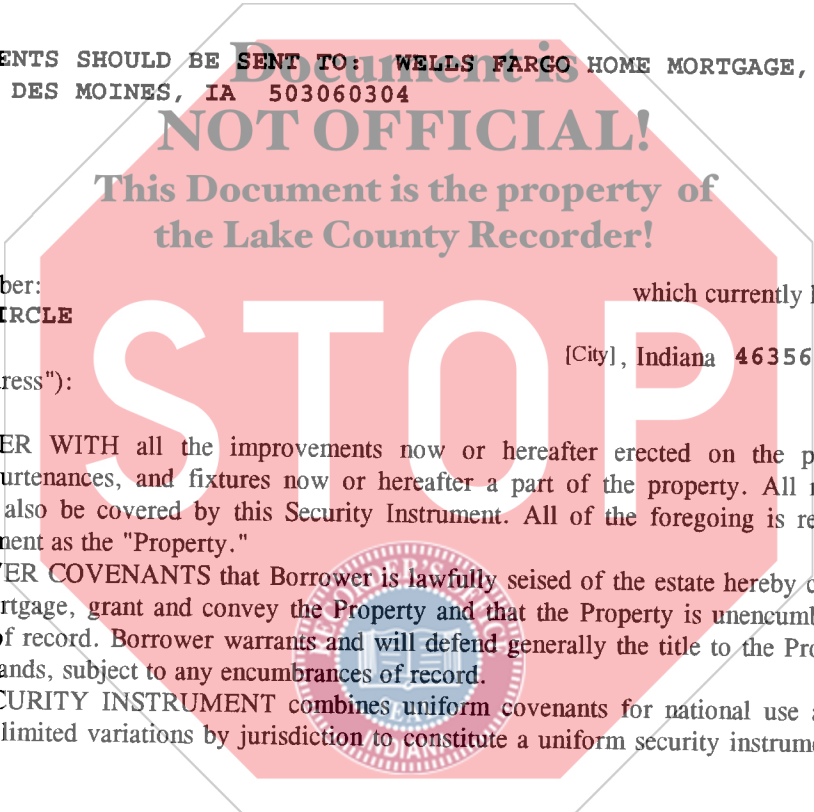 ENTS SHOULD BE SENT TO: WELLS FARGO HOME MORTGAGE,
DES MOINES, IA 503060304
Document is
NOT OFFICIAL!
This Document is the property of
the Lake County Recorder!
ber:
which currently
IRCLE
[City], Indiana 46356
ress"):
STOP
ER WITH all the improvements now or hereafter erected on the p
urtenances, and fixtures now or hereafter a part of the property. All
also be covered by this Security Instrument. All of the foregoing is re
ment as the "Property."
ER COVENANTS that Borrower is lawfully seised of the estate hereby c
rtgage, grant and convey the Property and that the Property is unencumb
of record. Borrower warrants and will defend generally the title to the Pro
ands, subject to any encumbrances of record.
CURITY INSTRUMENT combines uniform covenants for national use a
limited variations by jurisdiction to constitute a uniform security instrume
SEAL
INDIANA